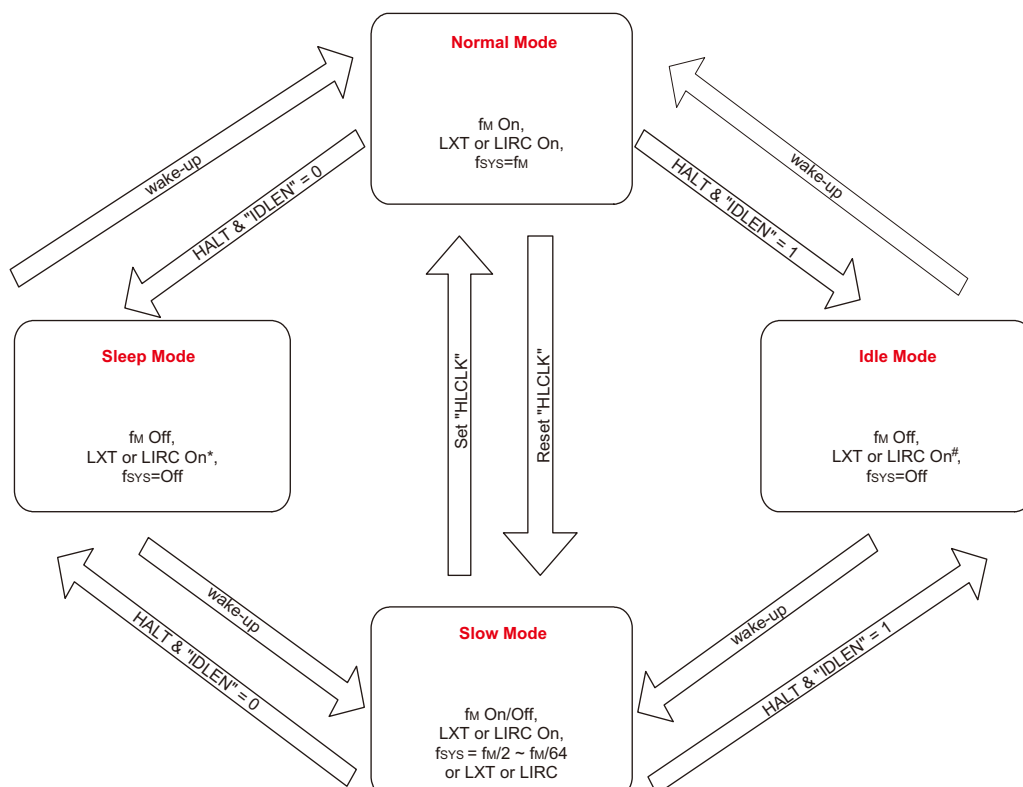 Normal Mode
fM On,
LXT or LIRC On,
fSYS=fM
wake-up
HALT & "IDLEN" = 0
HALT & "IDLEN" = 1
wake-up
Sleep Mode
fM Off,
LXT or LIRC On*,
fSYS=Off
Set "HLCLK"
Reset "HLCLK"
Idle Mode
fM Off,
LXT or LIRC On#,
fSYS=Off
wake-up
HALT & "IDLEN" = 0
wake-up
HALT & "IDLEN" = 1
Slow Mode
fM On/Off,
LXT or LIRC On,
fSYS = fM/2 ~ fM/64
or LXT or LIRC